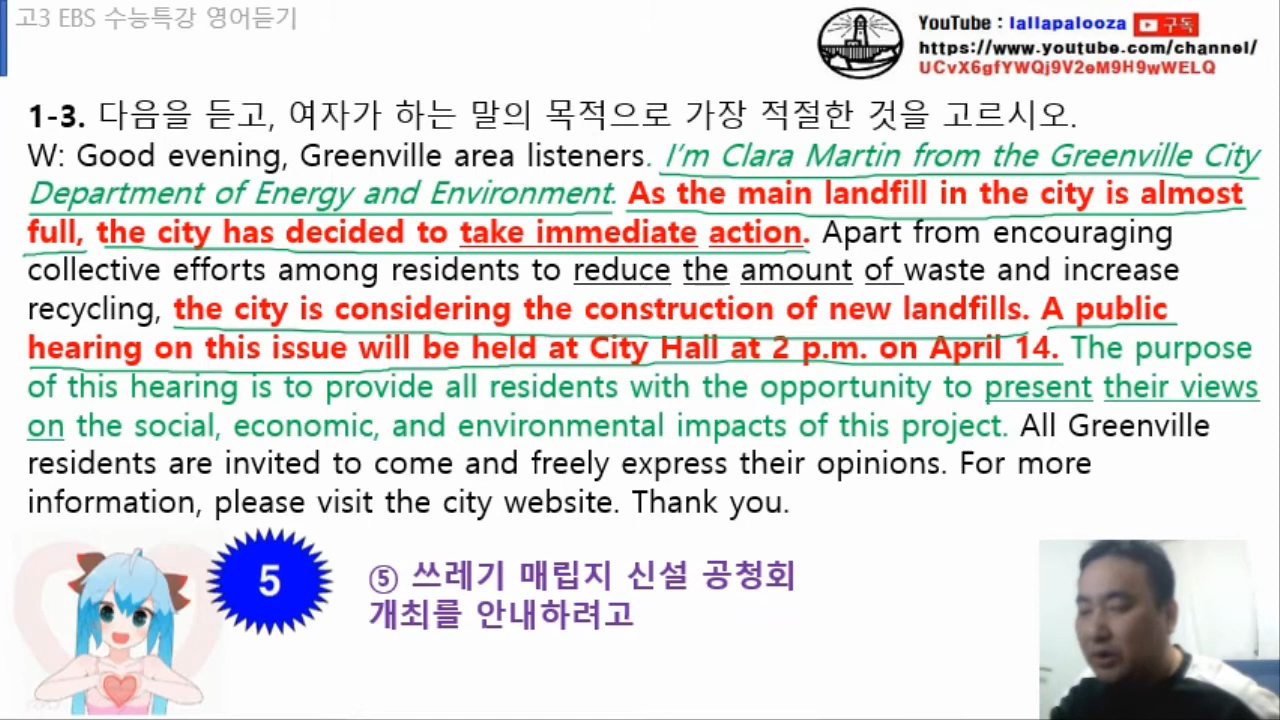 고3 EBS 수능특강 영어듣기
YouTube : lallapalooza 구독
https://www.youtube.com/channel/
UCvX6gfYWQj9V2eM9H9wWELQ
1-3. 다음을 듣고, 여자가 하는 말의 목적으로 가장 적절한 것을 고르시오.
W: Good evening, Greenville area listeners. I'm Clara Martin from the Greenville City
Department of Energy and Environment. As the main landfill in the city is almost
full, the city has decided to take immediate action. Apart from encouraging
collective efforts among residents to reduce the amount of waste and increase
recycling, the city is considering the construction of new landfills. A public
hearing on this issue will be held at City Hall at 2 p.m. on April 14. The purpose
of this hearing is to provide all residents with the opportunity to present their views
on the social, economic, and environmental impacts of this project. All Greenville
residents are invited to come and freely express their opinions. For more
information, please visit the city website. Thank you.
5
⑤ 쓰레기 매립지 신설 공청회
개최를 안내하려고